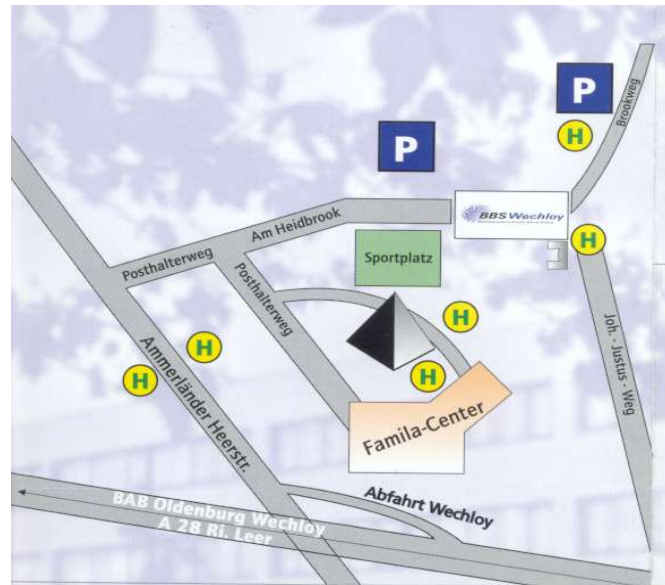 P
P
H
Brookweg
BBS Wechloy
Am Heidbrook
H
Sportplatz
Posthalterweg
Posthalterweg
H
H
H
H
Joh. - Justus - Weg
Ammerländer Heerstr.
Famila-Center
Abfahrt Wechloy
BAB Oldenburg Wechloy
A 28 Ri. Leer